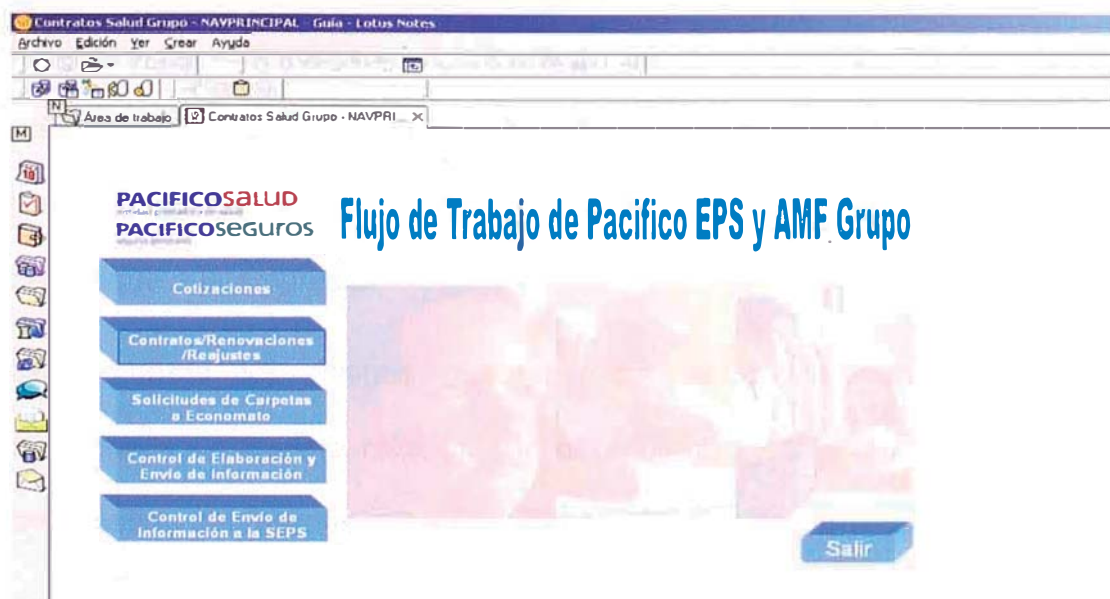 Contratos Salud Grupo - NAVPRINCIPAL - Guía - Lotus Notes
Archivo Edición Ver Crear Ayuda
N
Área de trabajo
Contratos Salud Grupo - NAVPRI...
M
10
PACIFICOSALUD
PACIFICOSEGUROS
Flujo de Trabajo de Pacifico EPS y AMF Grupo
Cotizaciones
Contratos/Renovaciones
/Reajustes
Solicitudes de Carpetas
a Economato
Control de Elaboración y
Envío de Información
Control de Envío de
Información a la SEPS
Salir